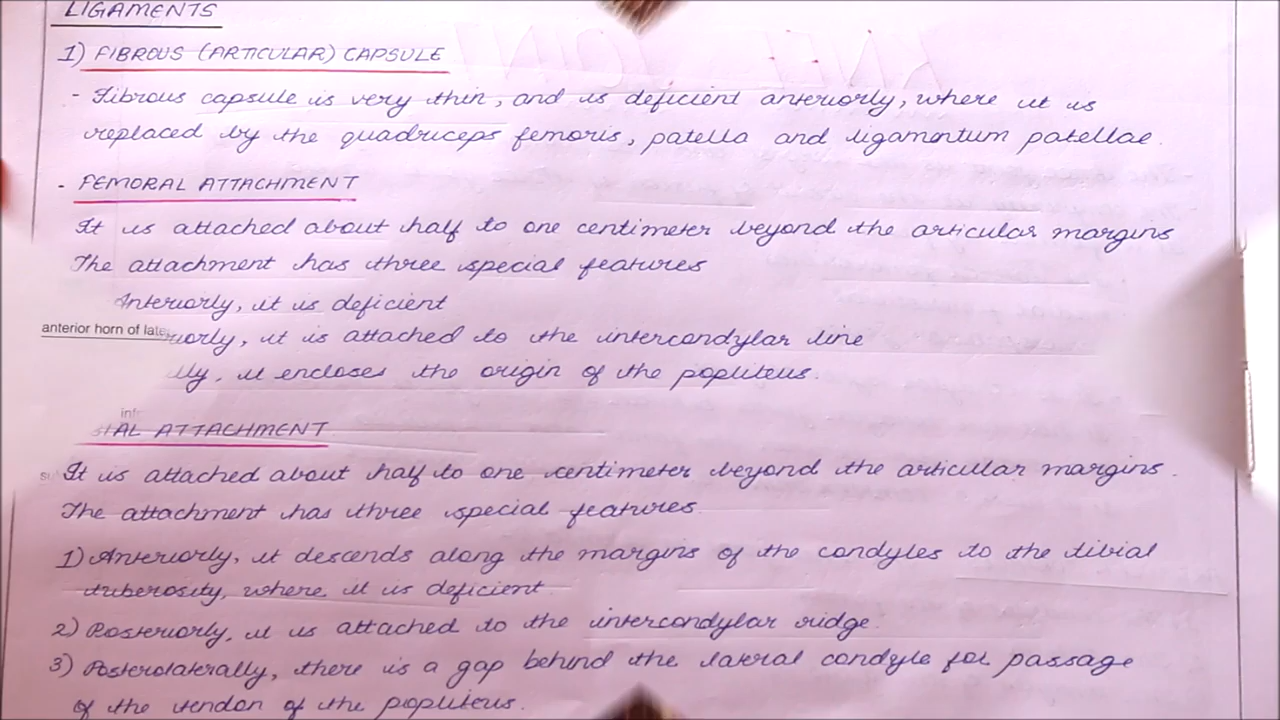 LIGAMENTS
1) FIBROUS (ARTICULAR) CAPSULE
- Fibrous capsule is very thin, and is deficient anteriorly, where it is
replaced by the quadriceps femoris, patella and ligamentum patellae.
- FEMORAL ATTACHMENT
It is attached about half to one centimeter beyond the articular margins
The attachment has three special features
Anteriorly, it is deficient
anterior horn of late
iorly, it is attached to the intercondylar line
lly, it encloses the origin of the popliteus.
inf
IAL ATTACHMENT
It is attached about half to one centimeter beyond the articular margins.
The attachment has three special features.
1) Anteriorly, it descends along the margins of the condyles to the tibial
tuberosity, where it is deficient.
2) Posteriorly, it is attached to the intercondylar ridge.
3) Posterolaterally, there is a gap behind the lateral condyle for passage
of the tendon of the popliteus.